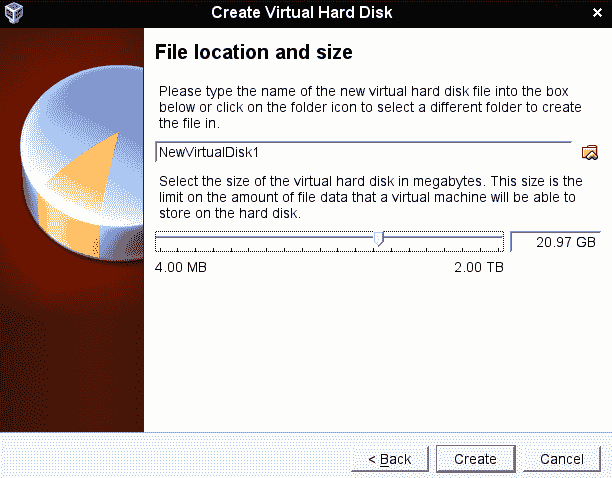 Create Virtual Hard Disk
File location and size
Please type the name of the new virtual hard disk file into the box
below or click on the folder icon to select a different folder to create
the file in.
NewVirtualDisk1
Select the size of the virtual hard disk in megabytes. This size is the
limit on the amount of file data that a virtual machine will be able to
store on the hard disk.
20.97 GB
4.00 MB 2.00 TB
< Back Create Cancel